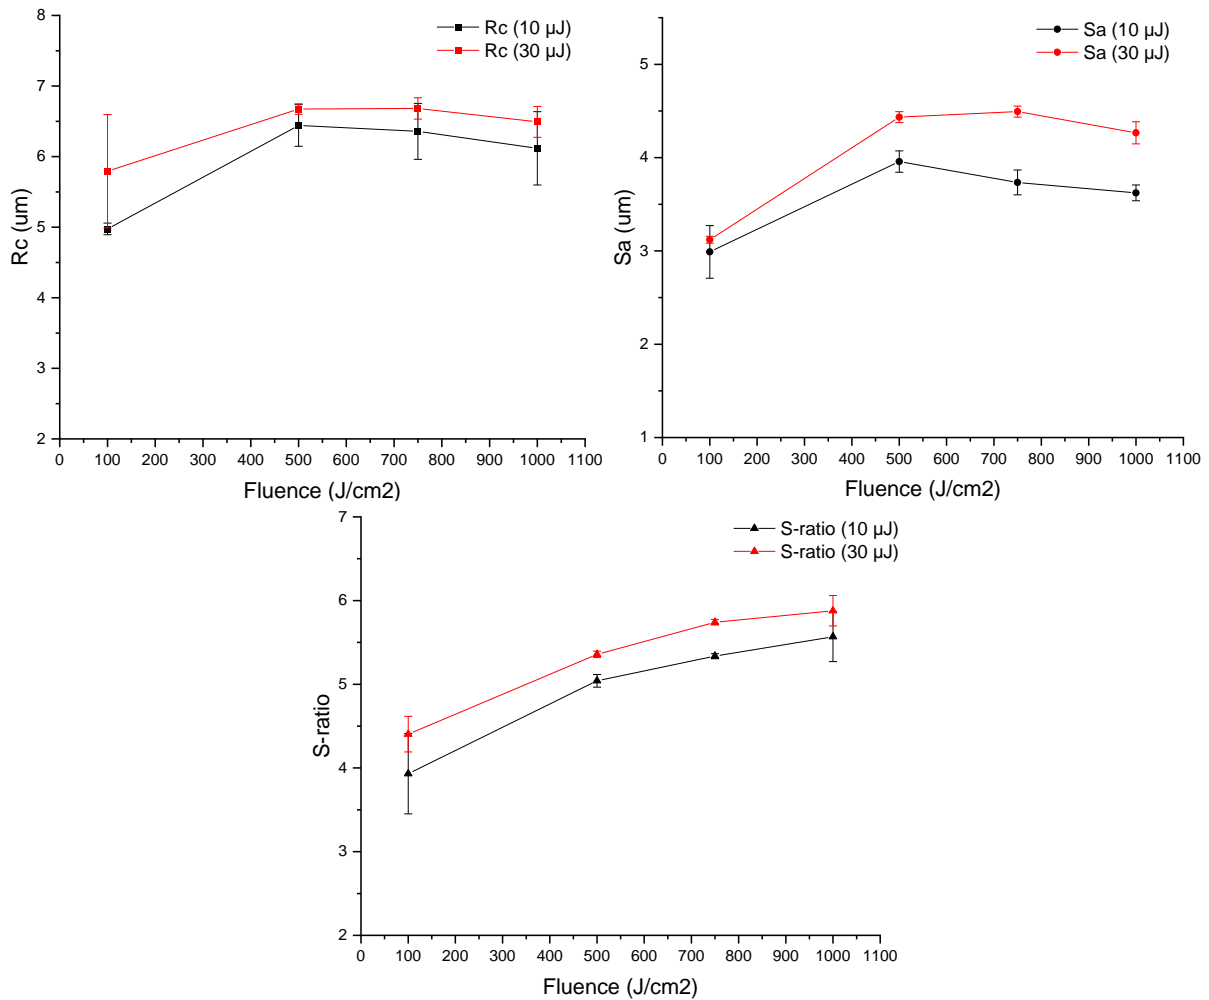 Rc (10 µJ)
Rc (30 µJ)
8
7
6
5
4
3
2
Rc (um)
0 100 200 300 400 500 600 700 800 900 1000 1100
Fluence (J/cm2)
Sa (10 µJ)
Sa (30 µJ)
5
4
3
2
1
Sa (um)
0 100 200 300 400 500 600 700 800 900 1000 1100
Fluence (J/cm2)
S-ratio (10 µJ)
S-ratio (30 µJ)
7
6
5
4
3
2
S-ratio
0 100 200 300 400 500 600 700 800 900 1000 1100
Fluence (J/cm2)